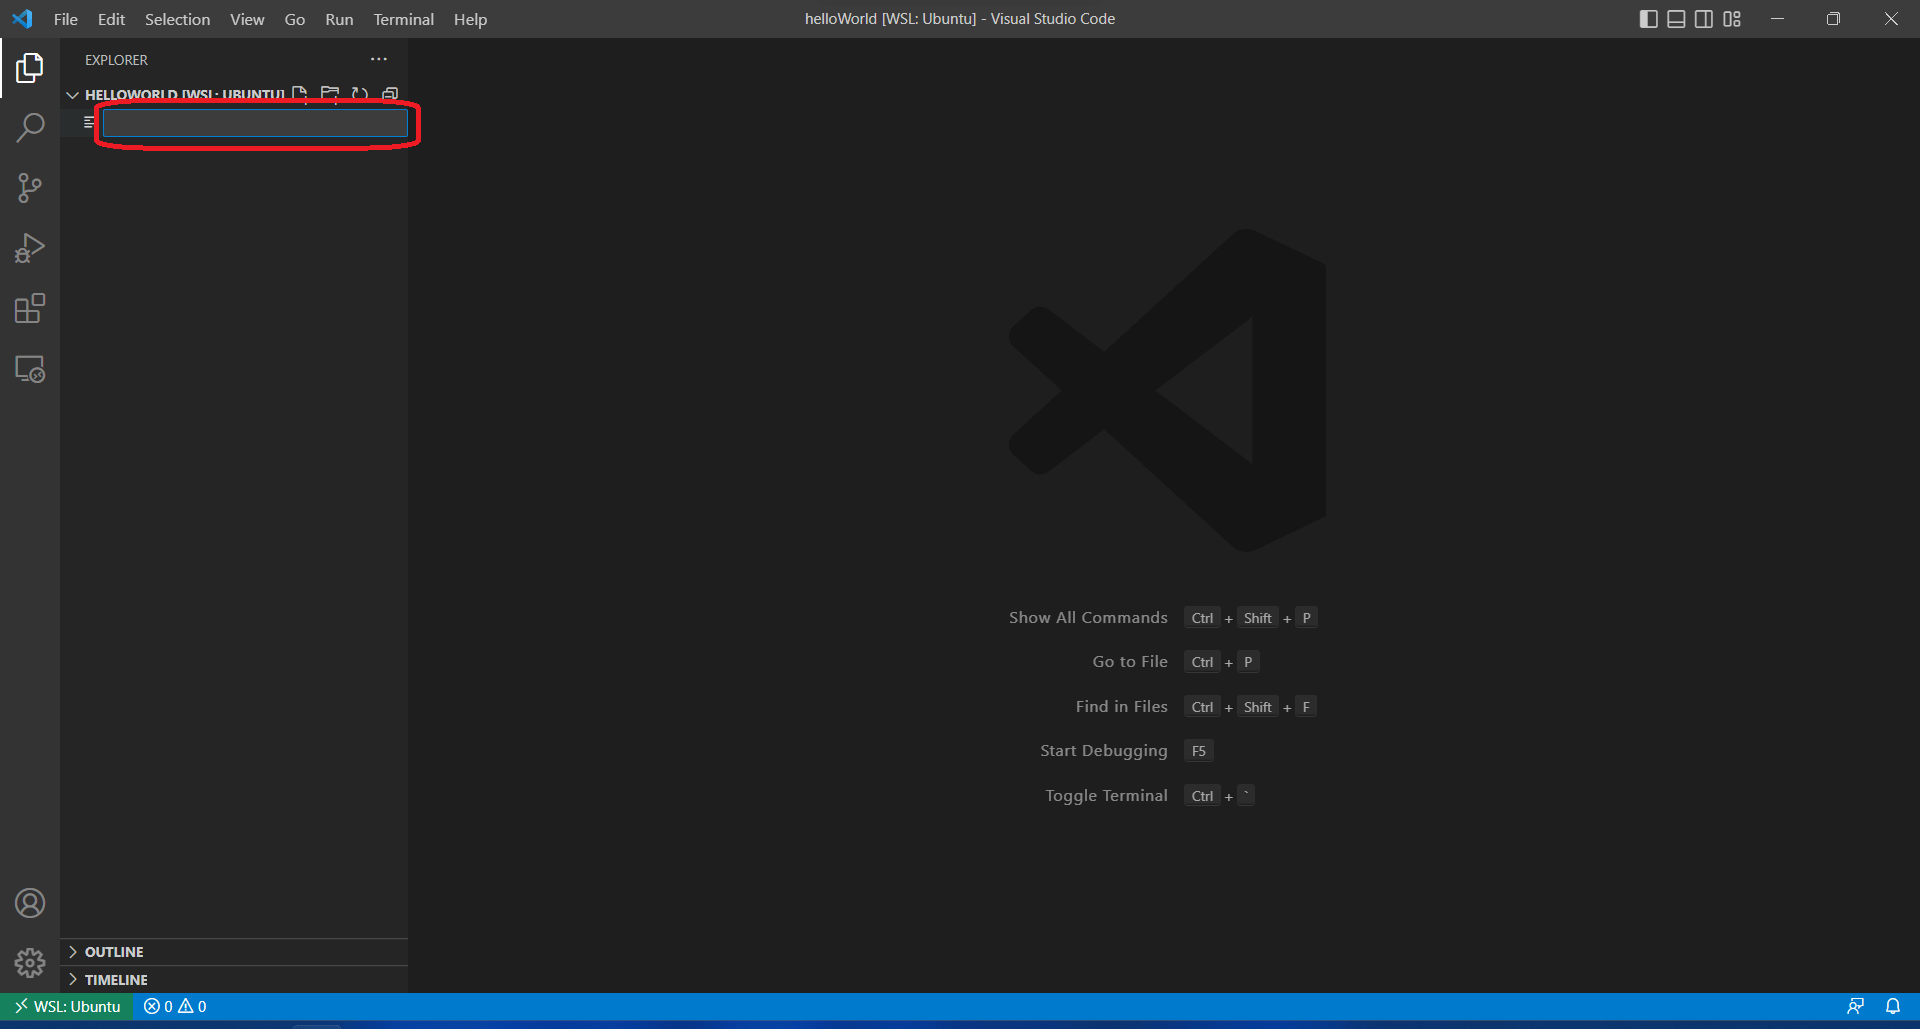 File Edit Selection View Go Run Terminal Help
helloWorld [WSL: Ubuntu] - Visual Studio Code
EXPLORER
HELLOWORLD [WSL: UBUNTU]
Show All Commands Ctrl + Shift + P
Go to File Ctrl + P
Find in Files Ctrl + Shift + F
Start Debugging F5
Toggle Terminal Ctrl + `
OUTLINE
TIMELINE
WSL: Ubuntu 0 0